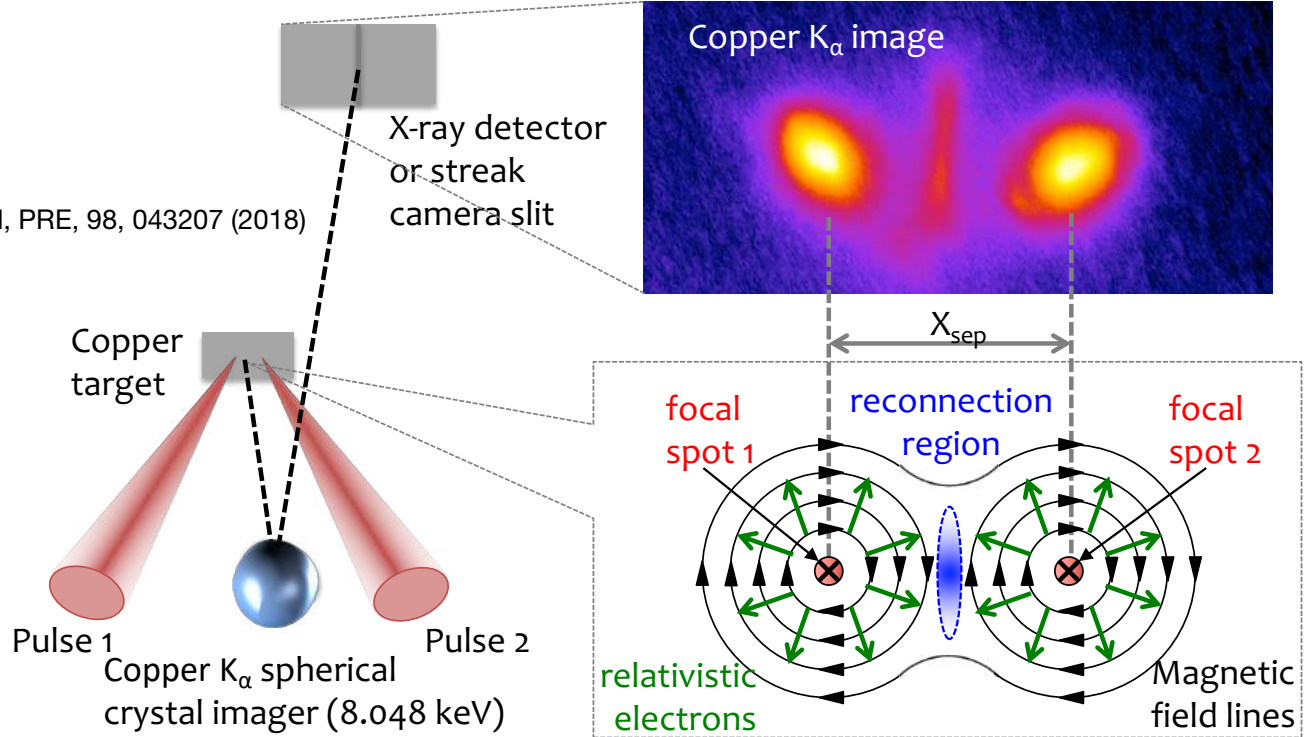 X-ray detector
or streak
camera slit
, PRE, 98, 043207 (2018)
Copper
target
Pulse 1
Pulse 2
Copper Kα spherical
crystal imager (8.048 keV)
Copper Kα image
Xsep
focal
spot 1
reconnection
region
focal
spot 2
relativistic
electrons
Magnetic
field lines